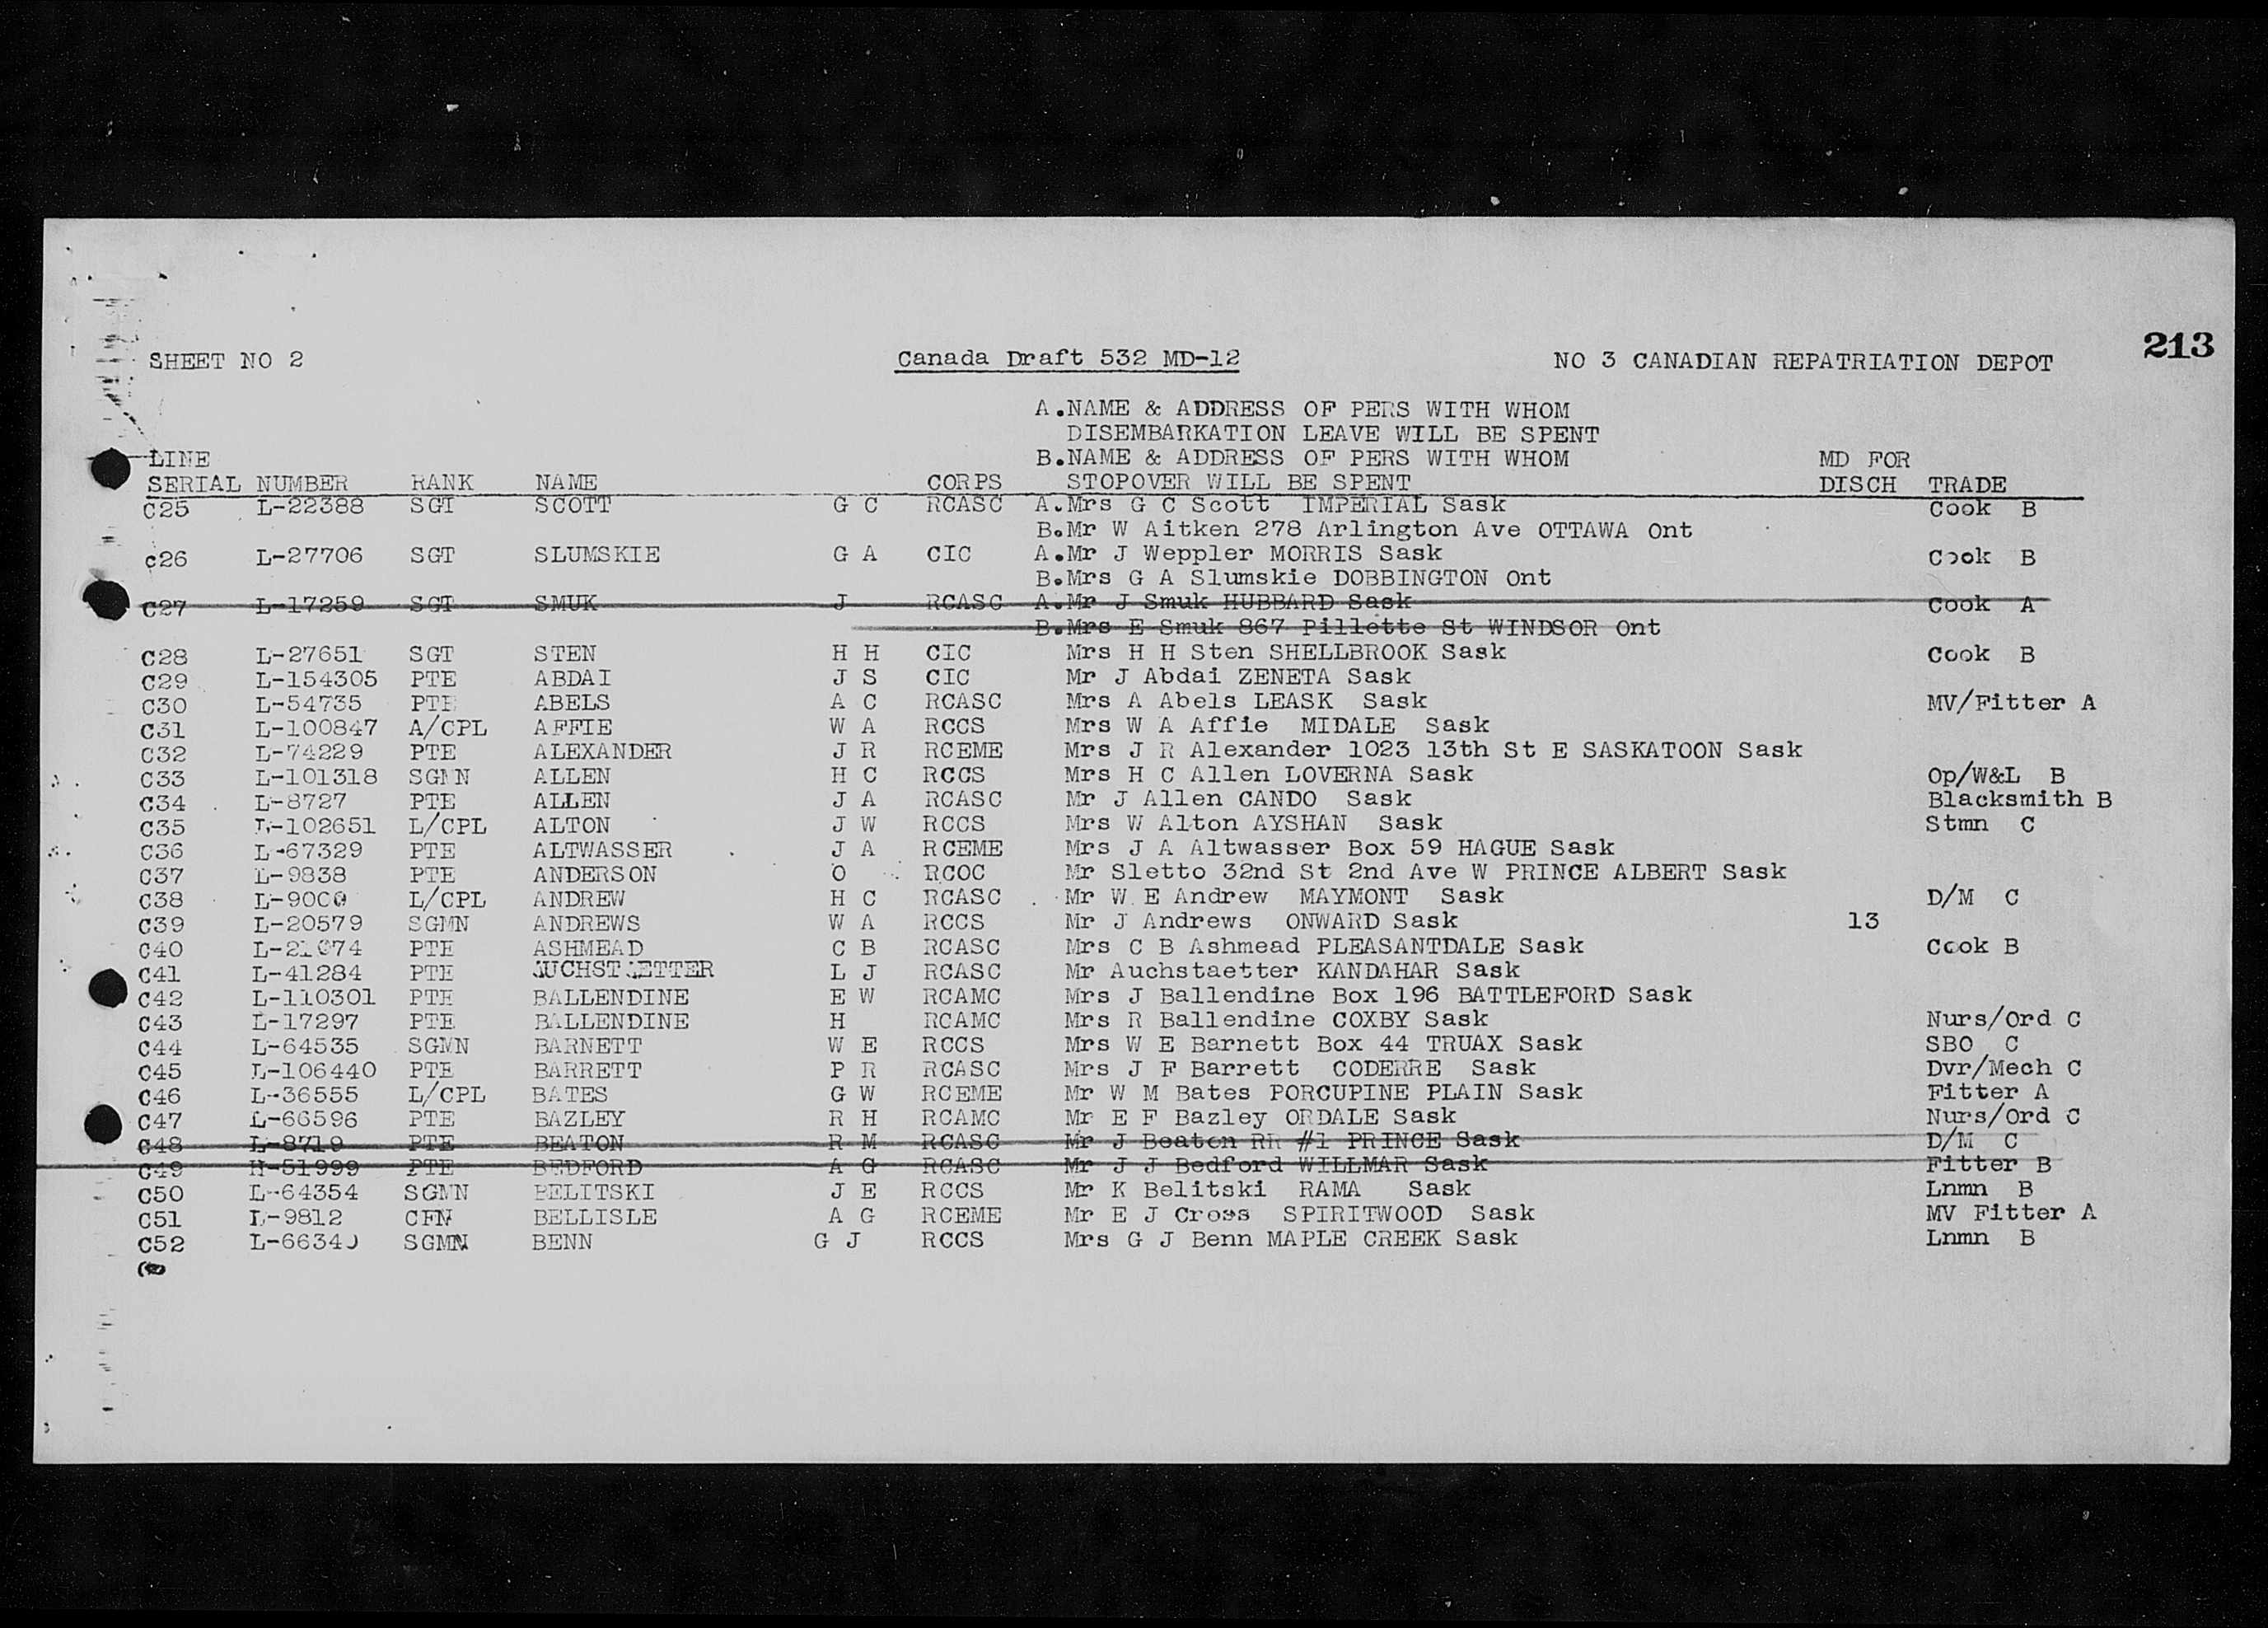 213
SHEET NO 2 Canada Draft 532 MD-12 NO 3 CANADIAN REPATRIATION DEPOT
A.NAME & ADDRESS OF PERS WITH WHOM
DISEMBARKATION LEAVE WILL BE SPENT
LINE B.NAME & ADDRESS OF PERS WITH WHOM MD FOR
SERIAL NUMBER RANK NAME CORPS STOPOVER WILL BE SPENT DISCH TRADE
C25 L-22388 SGT SCOTT G C RCASC A.Mrs G C Scott IMPERIAL Sask Cook B
B.Mr W Aitken 278 Arlington Ave OTTAWA Ont
C26 L-27706 SGT SLUMSKIE G A CIC A.Mr J Weppler MORRIS Sask Cook B
B.Mrs G A Slumskie DOBBINGTON Ont
C27 L-17259 SGT SMUK J RCASC A.Mr J Smuk HUBBARD Sask Cook A
B.Mrs E Smuk 867 Pillette St WINDSOR Ont
C28 L-27651 SGT STEN H H CIC Mrs H H Sten SHELLBROOK Sask Cook B
C29 L-154305 PTE ABDAI J S CIC Mr J Abdai ZENETA Sask
C30 L-54735 PTE ABELS A C RCASC Mrs A Abels LEASK Sask MV/Fitter A
C31 L-100847 A/CPL AFFIE W A RCCS Mrs W A Affie MIDALE Sask
C32 L-74229 PTE ALEXANDER J R RCEME Mrs J R Alexander 1023 13th St E SASKATOON Sask
C33 L-101318 SGMN ALLEN H C RCCS Mrs H C Allen LOVERNA Sask Op/W&L B
C34 L-8727 PTE ALLEN J A RCASC Mr J Allen CANDO Sask Blacksmith B
C35 L-102651 L/CPL ALTON J W RCCS Mrs W Alton AYSHAN Sask Stmn C
C36 L-67329 PTE ALTWASSER J A RCEME Mrs J A Altwasser Box 59 HAGUE Sask
C37 L-9838 PTE ANDERSON O RCOC Mr Sletto 32nd St 2nd Ave W PRINCE ALBERT Sask
C38 L/CPL ANDREW H C RCASC Mr W E Andrew MAYMONT Sask D/M C
C39 L-20579 SGMN ANDREWS W A RCCS Mr J Andrews ONWARD Sask 13
C40 PTE ASHMEAD C B RCASC Mrs C B Ashmead PLEASANTDALE Sask Cook B
C41 L-41284 PTE AUCHSTAETTER L J RCASC Mr Auchstaetter KANDAHAR Sask
C42 L-110301 PTE BALLENDINE E W RCAMC Mrs J Ballendine Box 196 BATTLEFORD Sask
C43 L-17297 PTE BALLENDINE H RCAMC Mrs R Ballendine COXBY Sask Nurs/Ord C
C44 L-64535 SGMN BARNETT W E RCCS Mrs W E Barnett Box 44 TRUAX Sask SBO C
C45 L-106440 PTE BARRETT P R RCASC Mrs J F Barrett CODERRE Sask Dvr/Mech C
C46 L-36555 L/CPL BATES G W RCEME Mr W M Bates PORCUPINE PLAIN Sask Fitter A
C47 L-66596 PTE BAZLEY R H RCAMC Mr E F Bazley ORDALE Sask Nurs/Ord C
C48 L-8719 PTE BEATON R M RCASC Mr J Beaton RR #1 PRINCE Sask D/M C
C49 H-51999 PTE BEDFORD A G RCASC Mr J J Bedford WILLMAR Sask Fitter B
C50 L-64354 SGMN BELITSKI J E RCCS Mr K Belitski RAMA Sask Lnmn B
C51 L-9812 CFN BELLISLE A G RCEME Mr E J Cross SPIRITWOOD Sask MV Fitter A
C52 SGMN BENN G J RCCS Mrs G J Benn MAPLE CREEK Sask Lnmn B